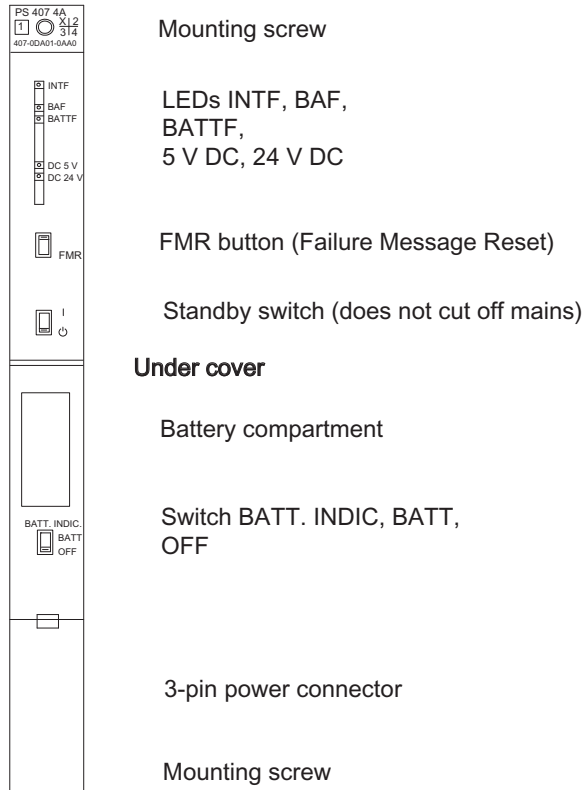 PS 407 4A
1 X 2
3 4
407-0DA01-0AA0
Mounting screw
INTF
BAF
BATTF
DC 5 V
DC 24 V
LEDs INTF, BAF,
BATTF,
5 V DC, 24 V DC
FMR
FMR button (Failure Message Reset)
I
Standby switch (does not cut off mains)
Under cover
Battery compartment
BATT. INDIC.
BATT
OFF
Switch BATT. INDIC, BATT,
OFF
3-pin power connector
Mounting screw